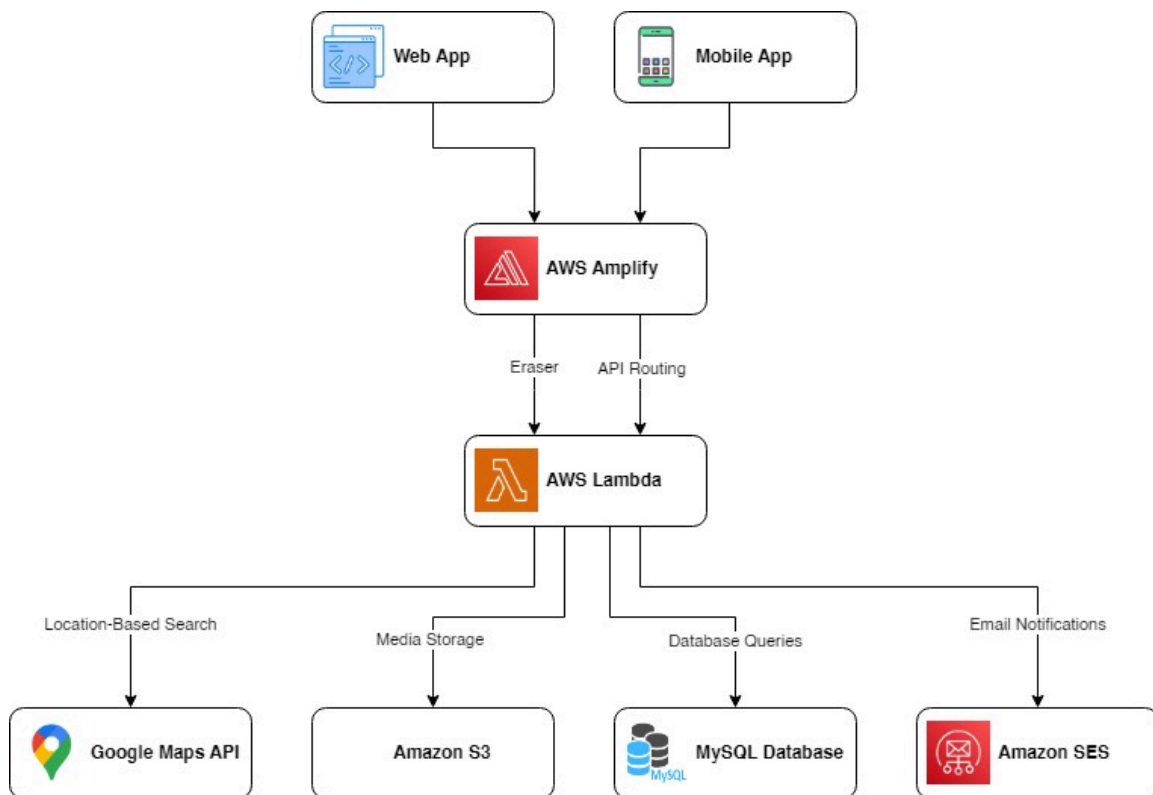 Web App
Mobile App
AWS Amplify
Eraser
API Routing
AWS Lambda
Location-Based Search
Media Storage
Database Queries
Email Notifications
Google Maps API
Amazon S3
MySQL
MySQL Database
Amazon SES